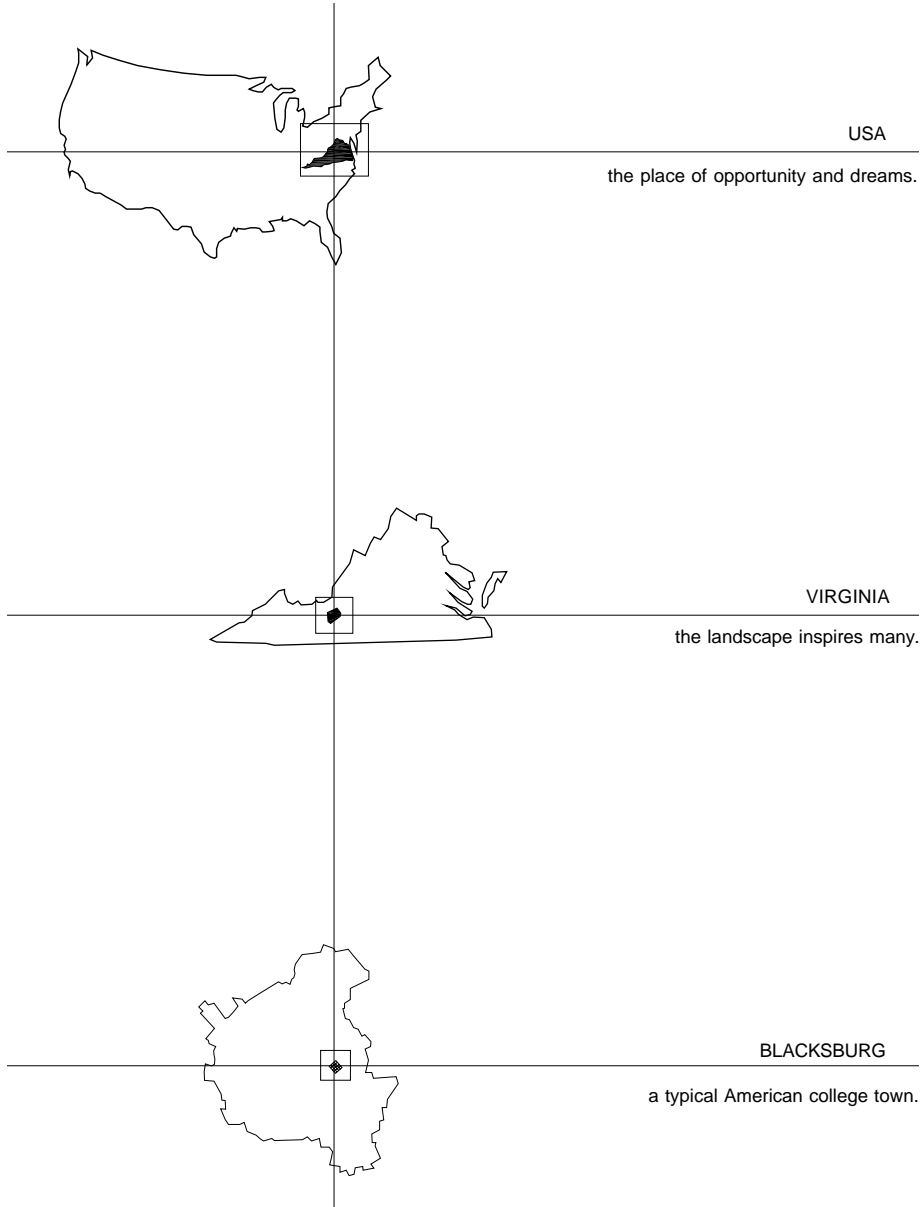 USA
the place of opportunity and dreams.
VIRGINIA
the landscape inspires many.
BLACKSBURG
a typical American college town.